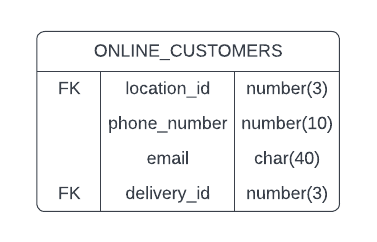 ONLINE_CUSTOMERS
FK location_id number(3)
phone_number number(10)
email char(40)
FK delivery_id number(3)